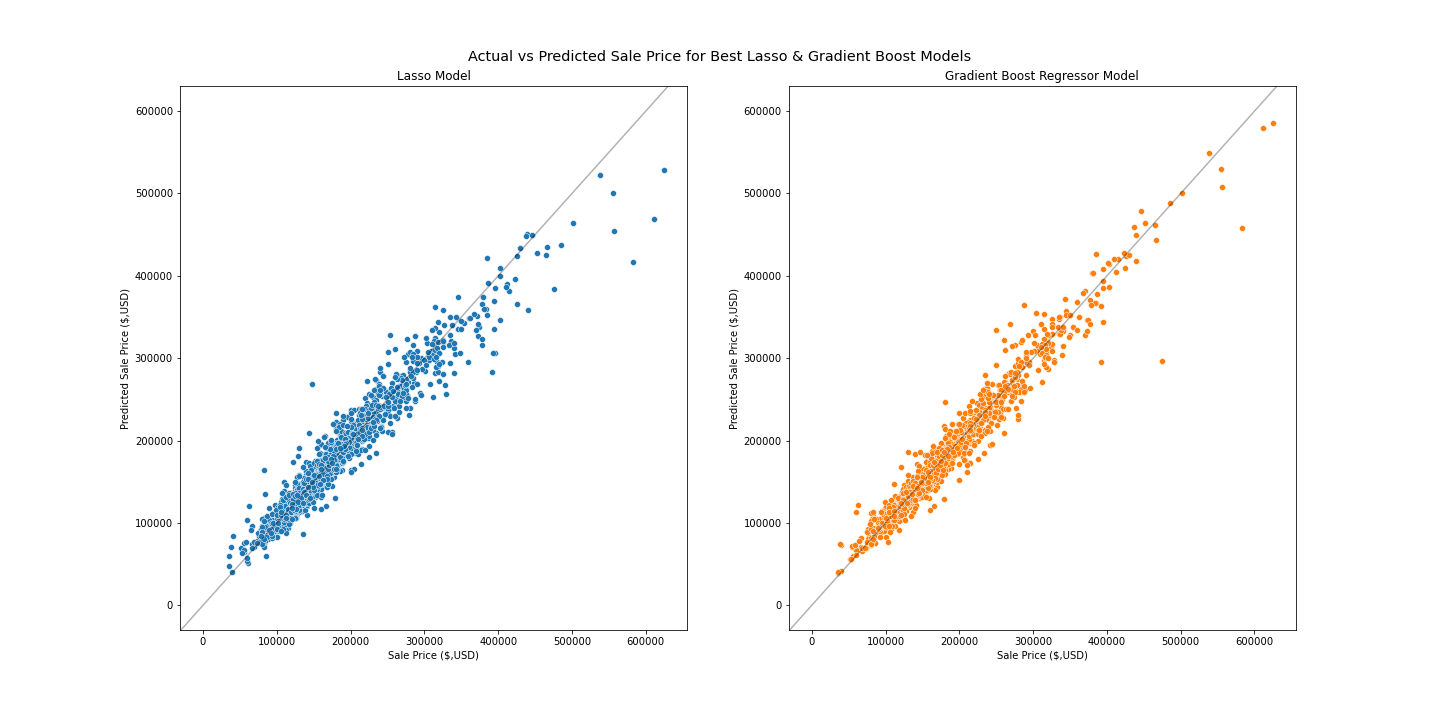 Actual vs Predicted Sale Price for Best Lasso & Gradient Boost Models
Lasso Model
600000
500000
400000
300000
200000
100000
0
Predicted Sale Price ($,USD)
0 100000 200000 300000 400000 500000 600000
Sale Price ($,USD)
Gradient Boost Regressor Model
600000
500000
400000
300000
200000
100000
0
Predicted Sale Price ($,USD)
0 100000 200000 300000 400000 500000 600000
Sale Price ($,USD)